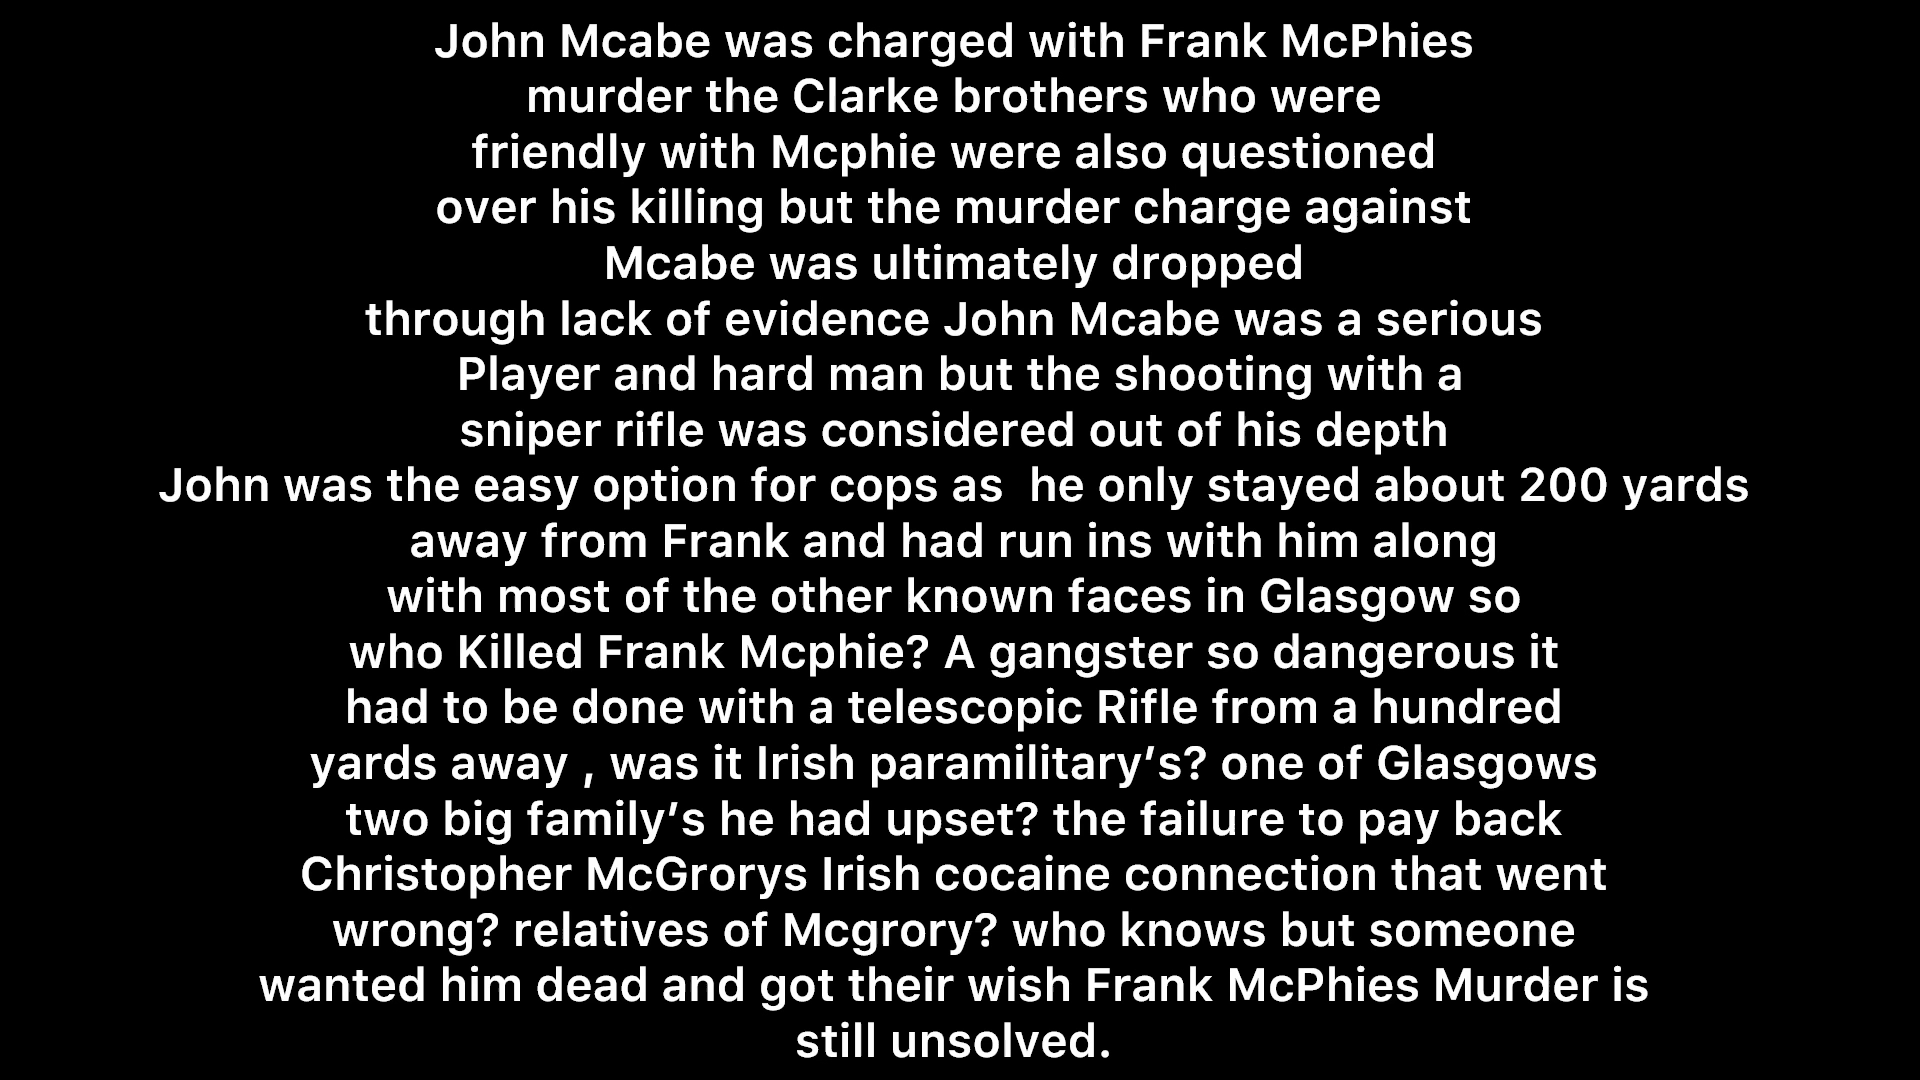 John Mcabe was charged with Frank McPhies
murder the Clarke brothers who were
friendly with Mcphie were also questioned
over his killing but the murder charge against
Mcabe was ultimately dropped
through lack of evidence John Mcabe was a serious
Player and hard man but the shooting with a
sniper rifle was considered out of his depth
John was the easy option for cops as  he only stayed about 200 yards
away from Frank and had run ins with him along
with most of the other known faces in Glasgow so
who Killed Frank Mcphie? A gangster so dangerous it
had to be done with a telescopic Rifle from a hundred
yards away , was it Irish paramilitary’s? one of Glasgows
two big family’s he had upset? the failure to pay back
Christopher McGrorys Irish cocaine connection that went
wrong? relatives of Mcgrory? who knows but someone
wanted him dead and got their wish Frank McPhies Murder is
still unsolved.